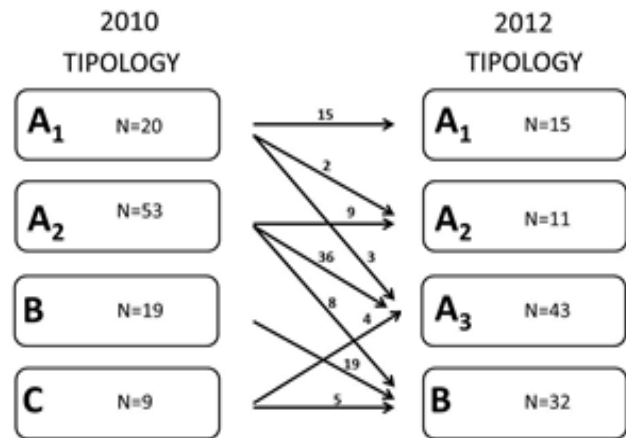 2010 2012
TIPOLOGY TIPOLOGY
A₁ N=20 15 A₁ N=15
2
A₂ N=53 9 A₂ N=11
36 3
B N=19 8 4 A₃ N=43
19
C N=9 5 B N=32